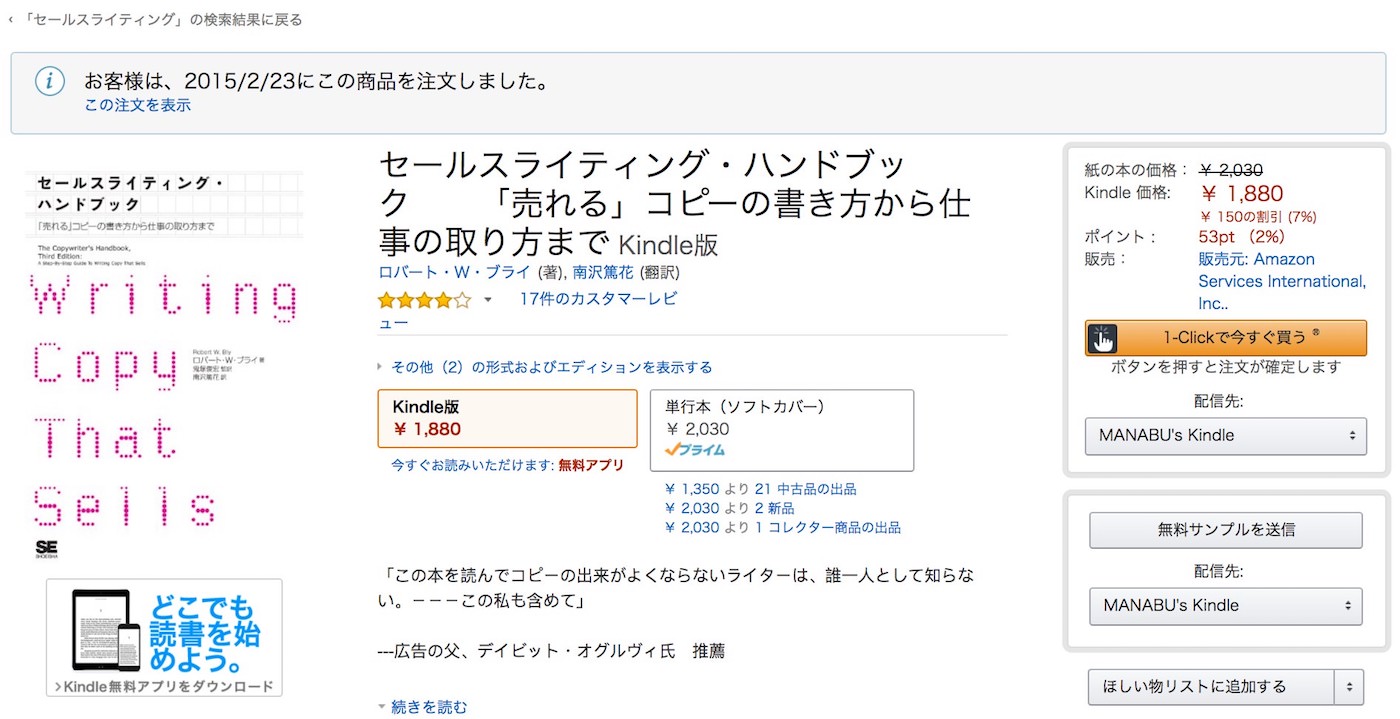 ‹ 「セールスライティング」の検索結果に戻る
お客様は、2015/2/23にこの商品を注文しました。
この注文を表示
セールスライティング・
ハンドブック
「売れる」コピーの書き方から仕事の取り方まで
The Copywriter's Handbook,
Third Edition:
A Step-By-Step Guide To Writing Copy That Sells
Writing
Copy
Robert W. Bly
ロバート・W・ブライ 著
鬼塚俊宏 監訳
南沢篤花 訳
That
Sells
SE
SHOEISHA
どこでも
読書を始
めよう。
›Kindle無料アプリをダウンロード
セールスライティング・ハンドブッ
ク 「売れる」コピーの書き方から仕
事の取り方まで Kindle版
ロバート・W・ブライ (著), 南沢篤花 (翻訳)
17件のカスタマーレビ
ュー
その他（2）の形式およびエディションを表示する
Kindle版
¥ 1,880
今すぐお読みいただけます: 無料アプリ
単行本（ソフトカバー）
¥ 2,030
プライム
¥ 1,350 より 21 中古品の出品
¥ 2,030 より 2 新品
¥ 2,030 より 1 コレクター商品の出品
「この本を読んでコピーの出来がよくならないライターは、誰一人として知らな
い。－－－この私も含めて」
---広告の父、デイビット・オグルヴィ氏　推薦
続きを読む
紙の本の価格： ¥ 2,030
Kindle 価格: ¥ 1,880
¥ 150の割引 (7%)
ポイント： 53pt (2%)
販売： 販売元: Amazon
Services International,
Inc..
1-Clickで今すぐ買う ®
ボタンを押すと注文が確定します
配信先:
MANABU's Kindle
無料サンプルを送信
配信先:
MANABU's Kindle
ほしい物リストに追加する